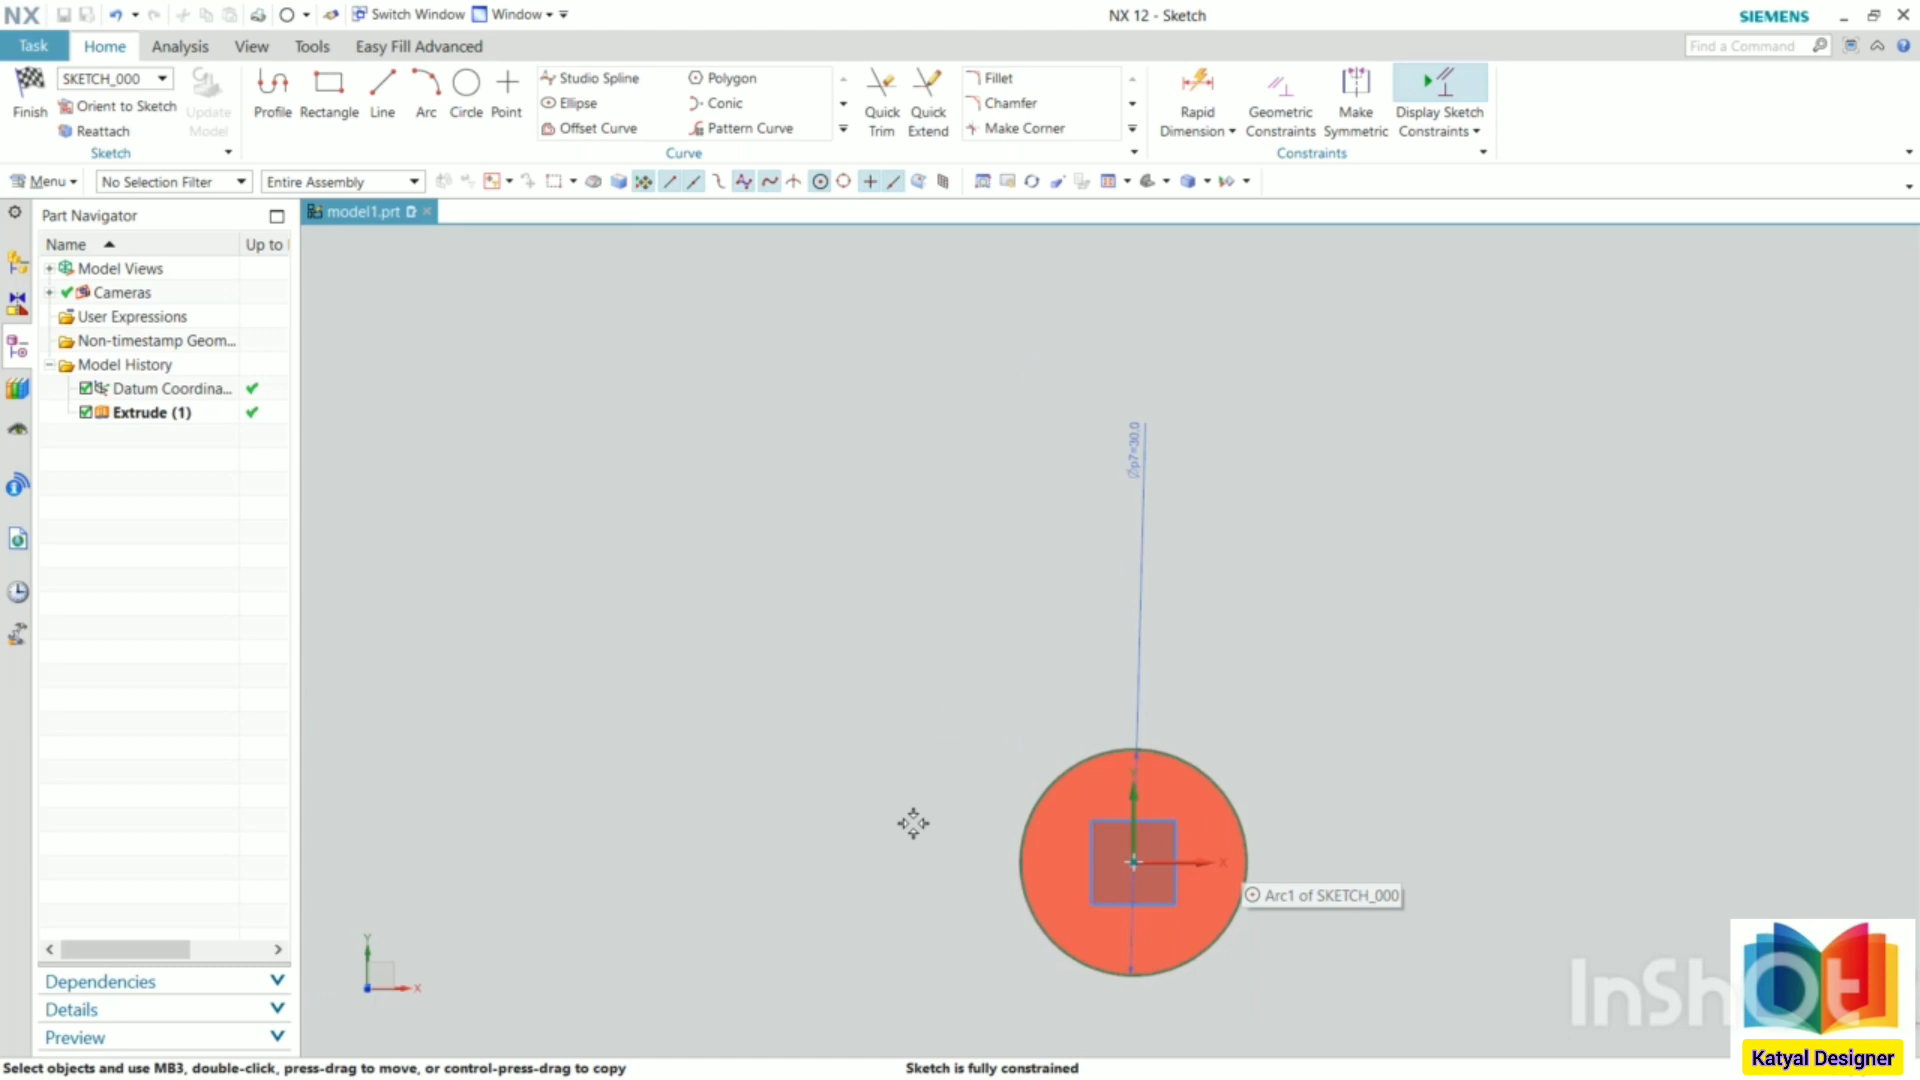 NX
Switch Window
Window
NX 12 - Sketch
SIEMENS
Task
Home
Analysis
View
Tools
Easy Fill Advanced
Find a Command
SKETCH_000
Finish
Orient to Sketch
Reattach
Update Model
Sketch
Profile
Rectangle
Line
Arc
Circle
Point
Studio Spline
Polygon
Ellipse
Conic
Offset Curve
Pattern Curve
Curve
Quick Trim
Quick Extend
Fillet
Chamfer
Make Corner
Rapid Dimension
Geometric Constraints
Make Symmetric
Display Sketch Constraints
Constraints
Menu
No Selection Filter
Entire Assembly
Part Navigator
model1.prt
Name
Up to
Model Views
Cameras
User Expressions
Non-timestamp Geom...
Model History
Datum Coordina...
Extrude (1)
Øp7=30.0
Y
X
Arc1 of SKETCH_000
Y
X
Dependencies
Details
Preview
InShOt
Katyal Designer
Select objects and use MB3, double-click, press-drag to move, or control-press-drag to copy
Sketch is fully constrained